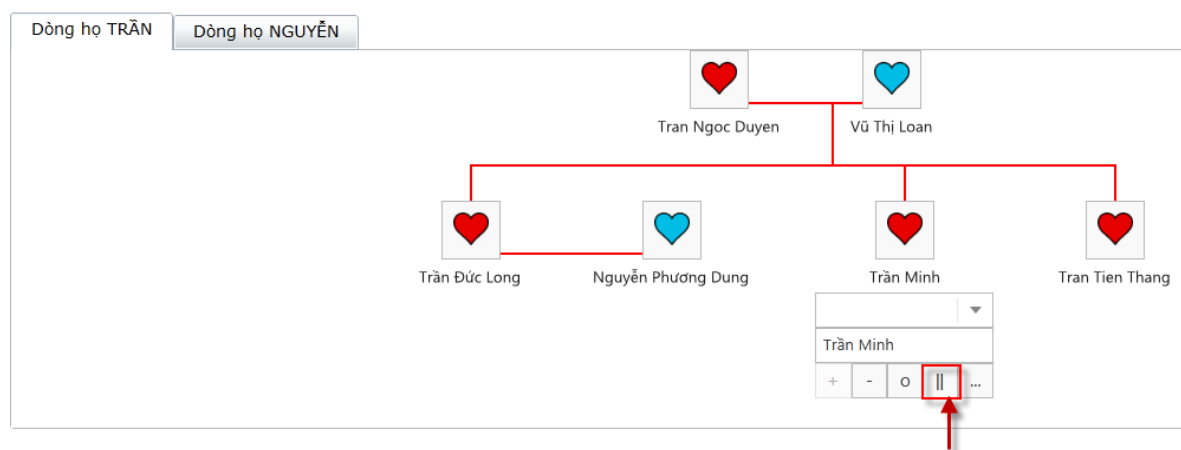 Dòng họ TRẦN
Dòng họ NGUYỄN
Tran Ngoc Duyen
Vũ Thị Loan
Trần Đức Long
Nguyễn Phương Dung
Trần Minh
Tran Tien Thang
Trần Minh
+ - o || ...